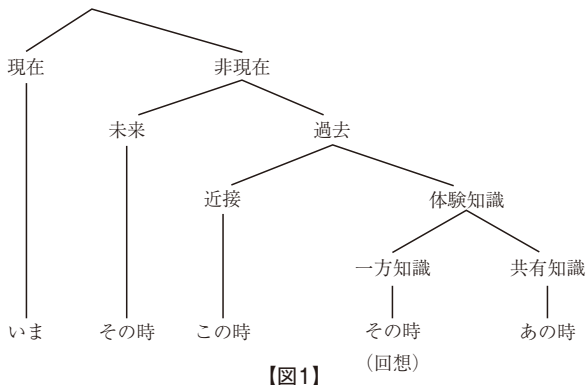 現在 非現在
未来 過去
近接 体験知識
一方知識 共有知識
いま その時 この時 その時 あの時
（回想）
【図1】